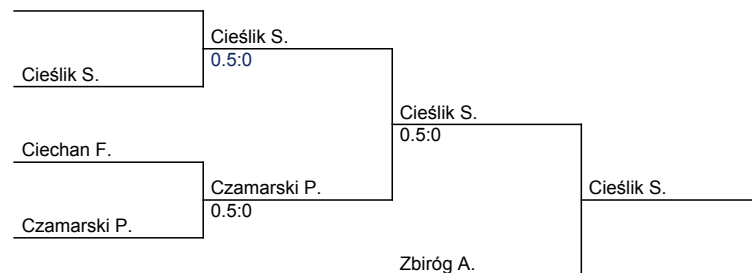 Cieślik S.
0.5:0
Cieślik S.
Cieślik S.
0.5:0
Ciechan F.
Czamarski P.
0.5:0
Cieślik S.
Czamarski P.
Zbiróg A.